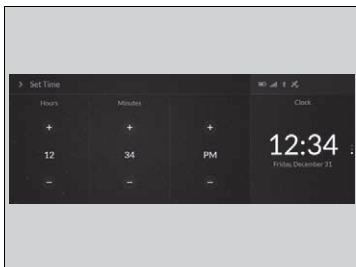 Set Time
Hours
Minutes
Clock
+
+
+
12
34
PM
12:34
Friday, December 31
-
-
-